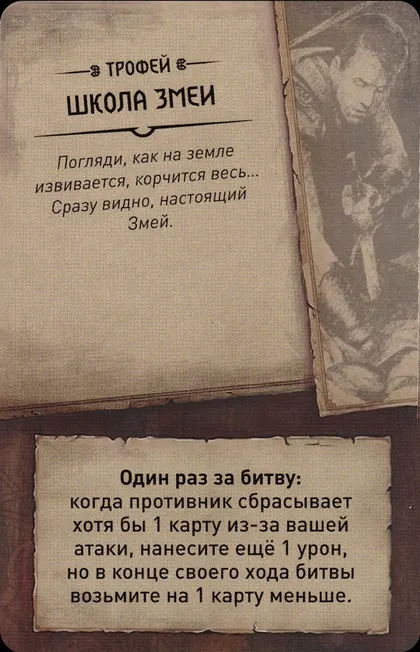 ТРОФЕЙ
ШКОЛА ЗМЕИ
Погляди, как на земле
извивается, корчится весь...
Сразу видно, настоящий
Змей.
Один раз за битву:
когда противник сбрасывает
хотя бы 1 карту из-за вашей
атаки, нанесите ещё 1 урон,
но в конце своего хода битвы
возьмите на 1 карту меньше.